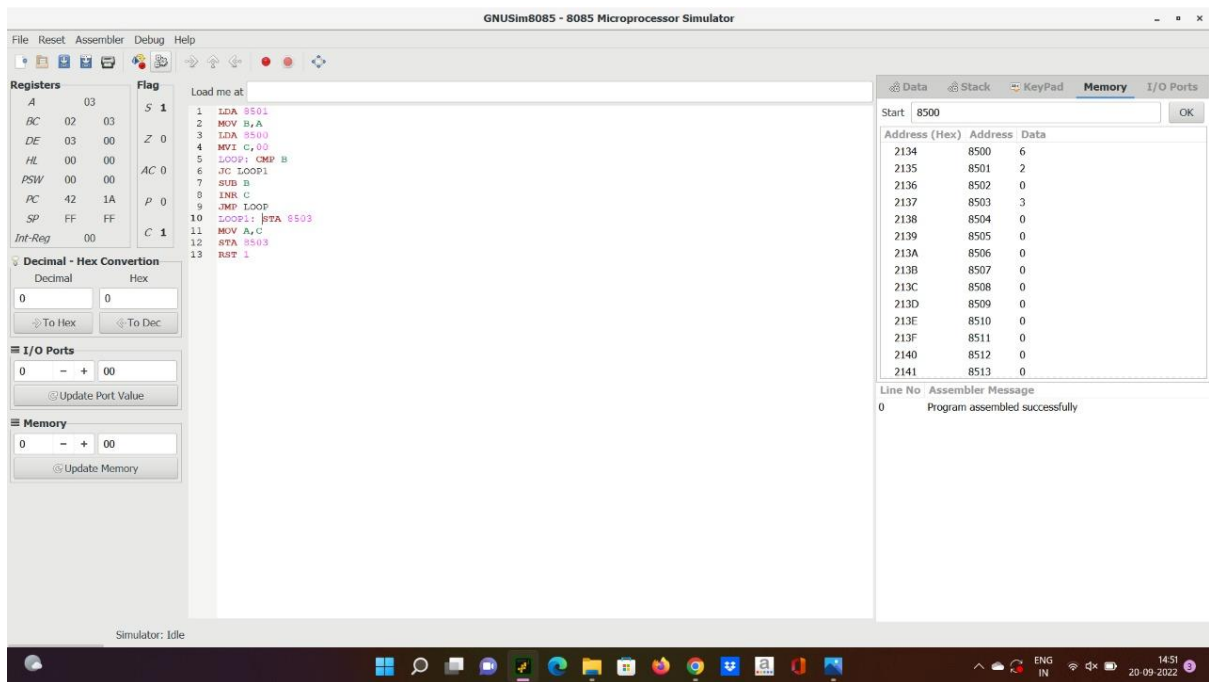 GNUSim8085 - 8085 Microprocessor Simulator
File Reset Assembler Debug Help
Registers
A 03
BC 02 03
DE 03 00
HL 00 00
PSW 00 00
PC 42 1A
SP FF FF
Int-Reg 00
Flag
S 1
Z 0
AC 0
P 0
C 1
Decimal - Hex Convertion
Decimal Hex
0 0
To Hex To Dec
I/O Ports
0 - + 00
Update Port Value
Memory
0 - + 00
Update Memory
Load me at
1 LDA 8501
2 MOV B,A
3 LDA 8500
4 MVI C,00
5 LOOP: CMP B
6 JC LOOP1
7 SUB B
8 INR C
9 JMP LOOP
10 LOOP1: STA 8503
11 MOV A,C
12 STA 8503
13 RST 1
Data Stack KeyPad Memory I/O Ports
Start 8500 OK
Address (Hex) Address Data
2134 8500 6
2135 8501 2
2136 8502 0
2137 8503 3
2138 8504 0
2139 8505 0
213A 8506 0
213B 8507 0
213C 8508 0
213D 8509 0
213E 8510 0
213F 8511 0
2140 8512 0
2141 8513 0
Line No Assembler Message
0 Program assembled successfully
Simulator: Idle
a
ENG
IN
14:51
20-09-2022
3